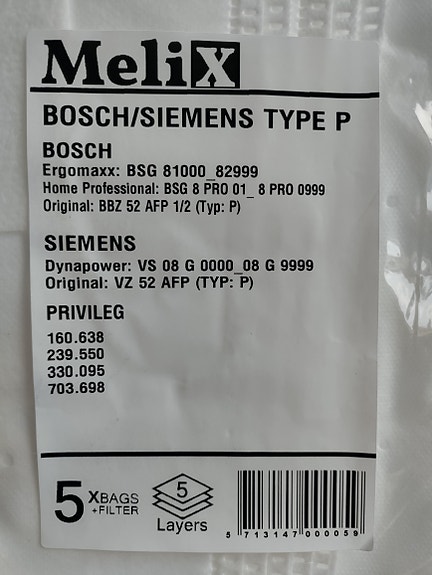 MeliX
BOSCH/SIEMENS TYPE P
BOSCH
Ergomaxx: BSG 81000_82999
Home Professional: BSG 8 PRO 01_ 8 PRO 0999
Original: BBZ 52 AFP 1/2 (Typ: P)
SIEMENS
Dynapower: VS 08 G 0000_08 G 9999
Original: VZ 52 AFP (TYP: P)
PRIVILEG
160.638
239.550
330.095
703.698
5 XBAGS
+FILTER
5
Layers
5 713147 000059